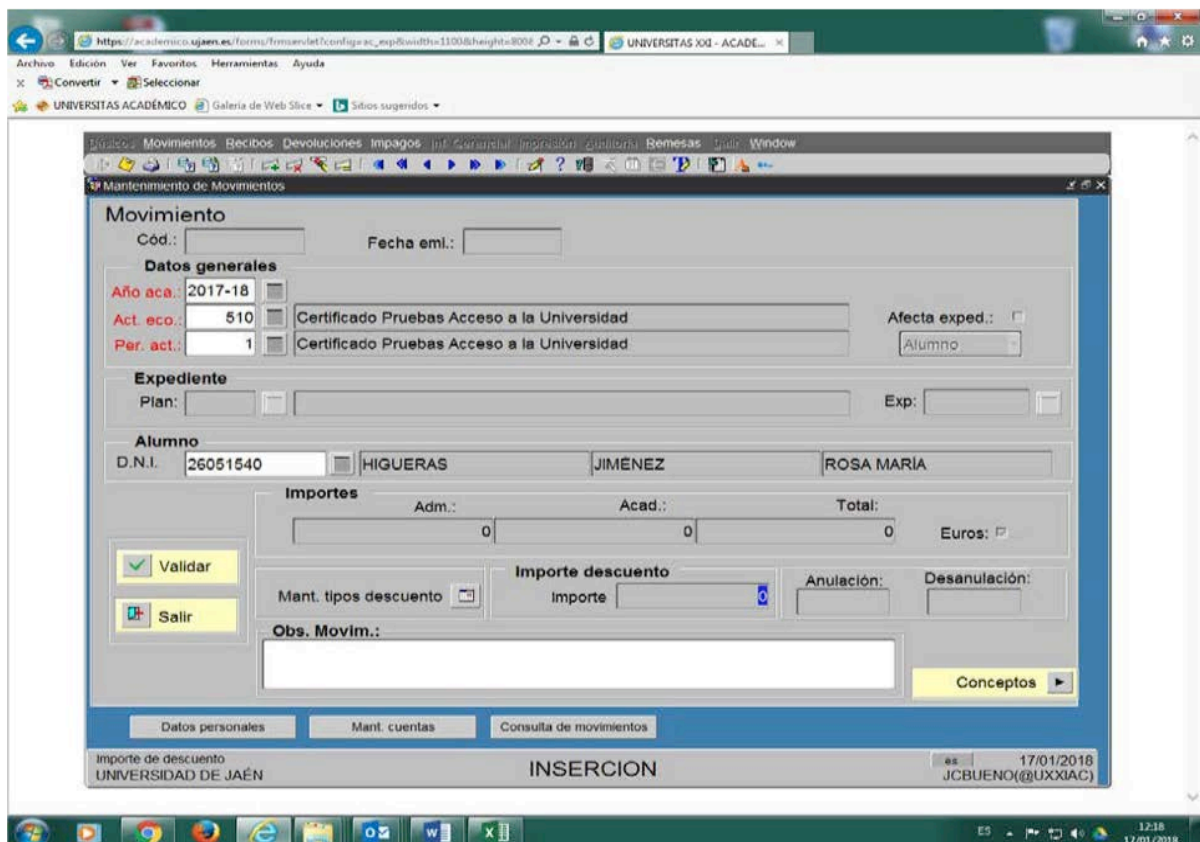 https://academico.ujaen.es/forms/frmservlet?config=ac_exp&width=1100&height=800&
UNIVERSITAS XXI - ACADE...
Archivo Edición Ver Favoritos Herramientas Ayuda
Convertir Seleccionar
UNIVERSITAS ACADÉMICO Galería de Web Slice Sitios sugeridos
Movimientos Recibos Devoluciones Impagos Remesas Window
Mantenimiento de Movimientos
Movimiento
Cód.: Fecha emi.:
Datos generales
Año aca.: 2017-18
Act. eco.: 510 Certificado Pruebas Acceso a la Universidad Afecta exped.:
Per. act.: 1 Certificado Pruebas Acceso a la Universidad Alumno
Expediente
Plan: Exp:
Alumno
D.N.I. 26051540 HIGUERAS JIMÉNEZ ROSA MARÍA
Importes
Adm.: Acad.: Total:
0 0 0 Euros:
Validar
Salir
Mant. tipos descuento
Importe descuento
Importe 0
Anulación: Desanulación:
Obs. Movim.:
Conceptos
Datos personales Mant. cuentas Consulta de movimientos
Importe de descuento
UNIVERSIDAD DE JAÉN
INSERCION
es 17/01/2018
JCBUENO(@UXXIAC)
ES 12:18
17/01/2018